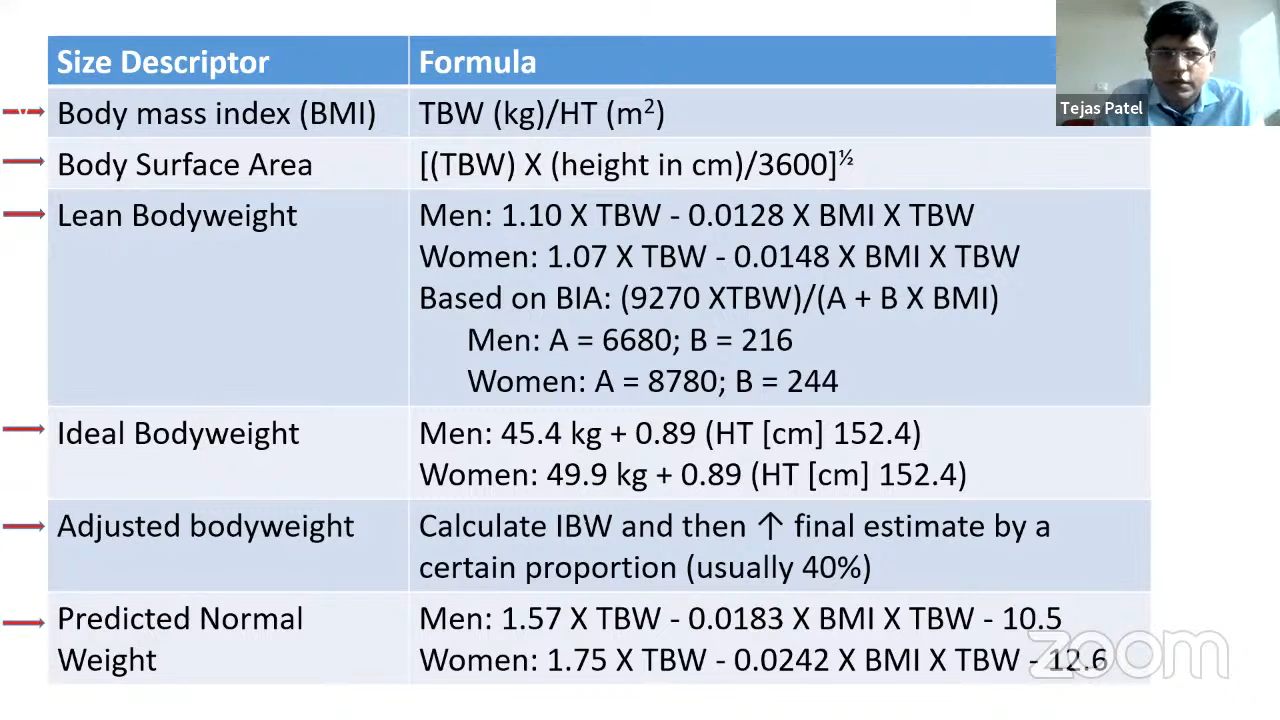 Size Descriptor
Formula
Body mass index (BMI)
TBW (kg)/HT (m²)
Body Surface Area
[(TBW) X (height in cm)/3600]^½
Lean Bodyweight
Men: 1.10 X TBW - 0.0128 X BMI X TBW
Women: 1.07 X TBW - 0.0148 X BMI X TBW
Based on BIA: (9270 XTBW)/(A + B X BMI)
Men: A = 6680; B = 216
Women: A = 8780; B = 244
Ideal Bodyweight
Men: 45.4 kg + 0.89 (HT [cm] 152.4)
Women: 49.9 kg + 0.89 (HT [cm] 152.4)
Adjusted bodyweight
Calculate IBW and then ↑ final estimate by a
certain proportion (usually 40%)
Predicted Normal
Weight
Men: 1.57 X TBW - 0.0183 X BMI X TBW - 10.5
Women: 1.75 X TBW - 0.0242 X BMI X TBW - 12.6
Tejas Patel
zoom